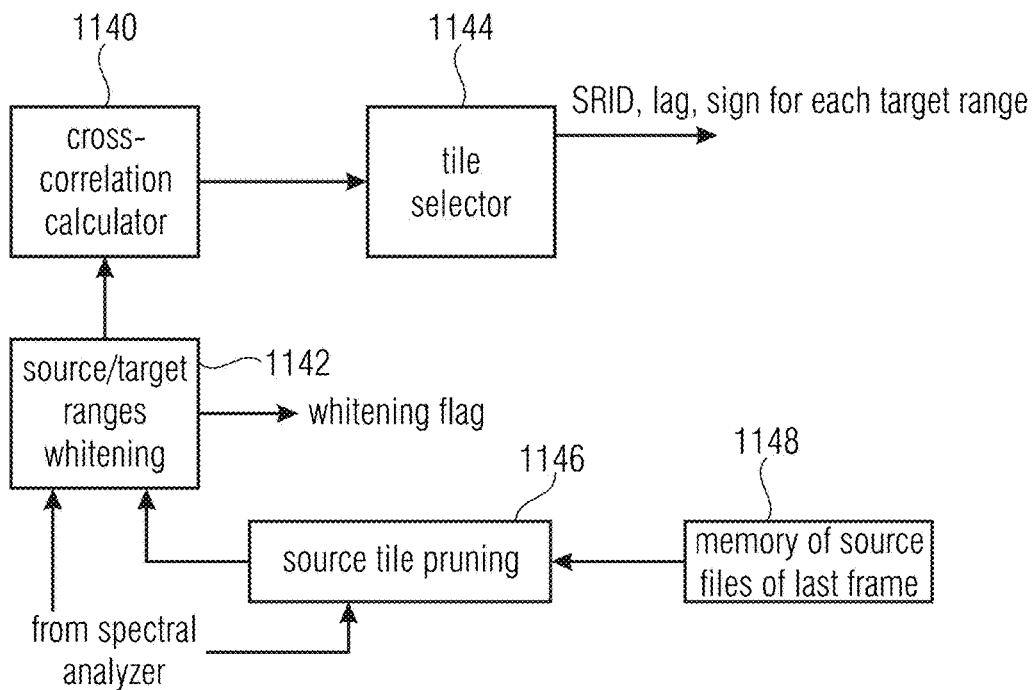 1140
1144
cross-
correlation
calculator
tile
selector
SRID, lag, sign for each target range
source/target
ranges
whitening
1142
whitening flag
1146
1148
source tile pruning
memory of source
files of last frame
from spectral
analyzer